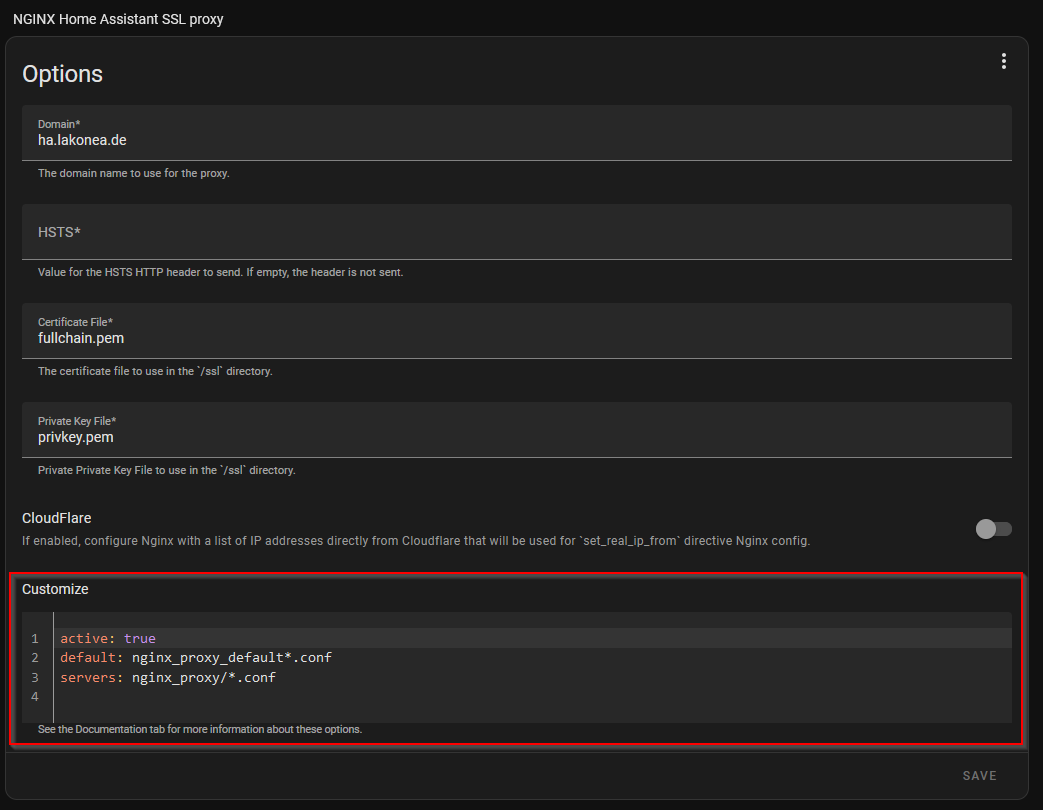 NGINX Home Assistant SSL proxy
Options
Domain*
ha.lakonea.de
The domain name to use for the proxy.
HSTS*
Value for the HSTS HTTP header to send. If empty, the header is not sent.
Certificate File*
fullchain.pem
The certificate file to use in the `/ssl` directory.
Private Key File*
privkey.pem
Private Private Key File to use in the `/ssl` directory.
CloudFlare
If enabled, configure Nginx with a list of IP addresses directly from Cloudflare that will be used for `set_real_ip_from` directive Nginx config.
Customize
1 active: true
2 default: nginx_proxy_default*.conf
3 servers: nginx_proxy/*.conf
4
See the Documentation tab for more information about these options.
SAVE